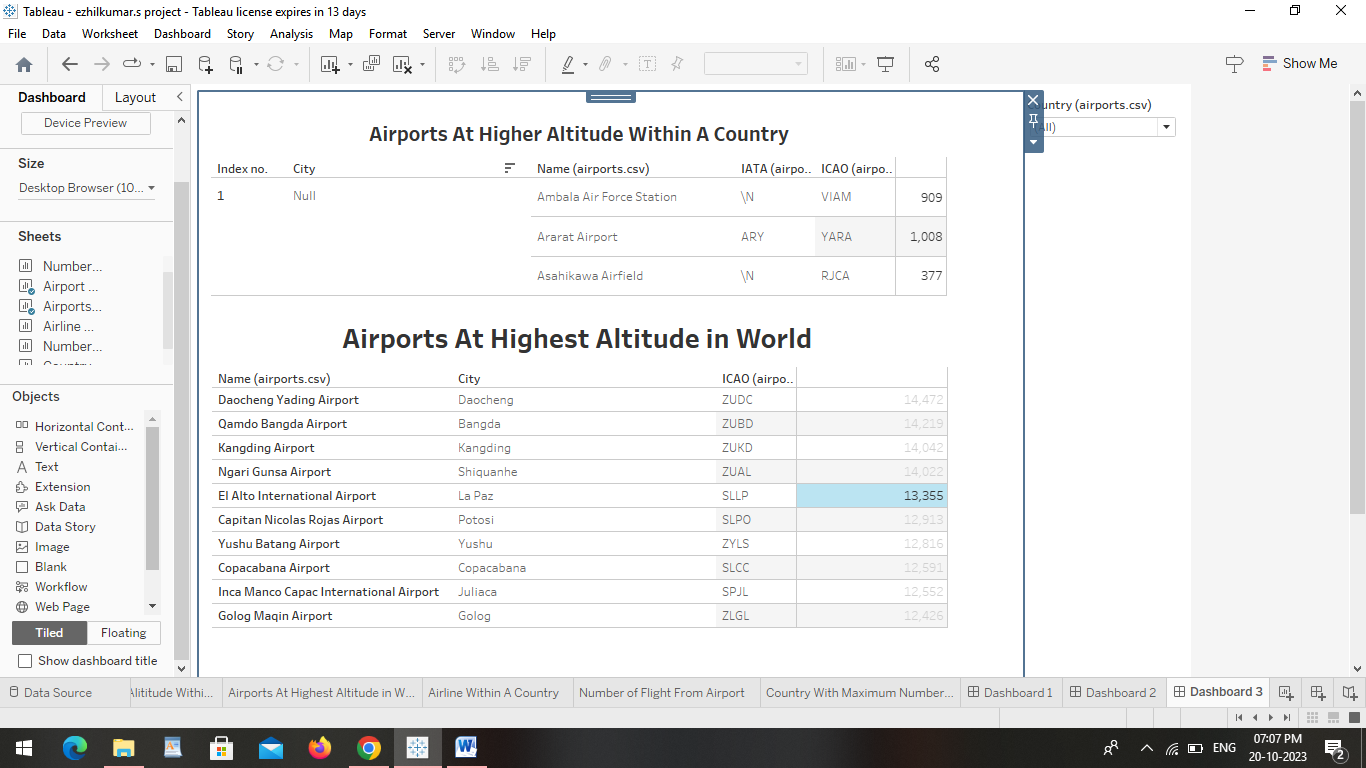 Tableau - ezhilkumar.s project - Tableau license expires in 13 days
File Data Worksheet Dashboard Story Analysis Map Format Server Window Help
Show Me
Dashboard Layout
Device Preview
Size
Desktop Browser (10...
Sheets
Number...
Airport ...
Airports...
Airline ...
Number...
Objects
Horizontal Cont...
Vertical Contai...
Text
Extension
Ask Data
Data Story
Image
Blank
Workflow
Web Page
Tiled Floating
Show dashboard title
Airports At Higher Altitude Within A Country
Index no. City Name (airports.csv) IATA (airpo.. ICAO (airpo..
1 Null Ambala Air Force Station \N VIAM 909
Ararat Airport ARY YARA 1,008
Asahikawa Airfield \N RJCA 377
Airports At Highest Altitude in World
Name (airports.csv) City ICAO (airpo..
Daocheng Yading Airport Daocheng ZUDC 14,472
Qamdo Bangda Airport Bangda ZUBD 14,219
Kangding Airport Kangding ZUKD 14,042
Ngari Gunsa Airport Shiquanhe ZUAL 14,022
El Alto International Airport La Paz SLLP 13,355
Capitan Nicolas Rojas Airport Potosi SLPO 12,913
Yushu Batang Airport Yushu ZYLS 12,816
Copacabana Airport Copacabana SLCC 12,591
Inca Manco Capac International Airport Juliaca SPJL 12,552
Golog Maqin Airport Golog ZLGL 12,426
untry (airports.csv)
All)
Data Source ltitude Withi... Airports At Highest Altitude in W... Airline Within A Country Number of Flight From Airport Country With Maximum Number... Dashboard 1 Dashboard 2 Dashboard 3
ENG
07:07 PM
20-10-2023
2